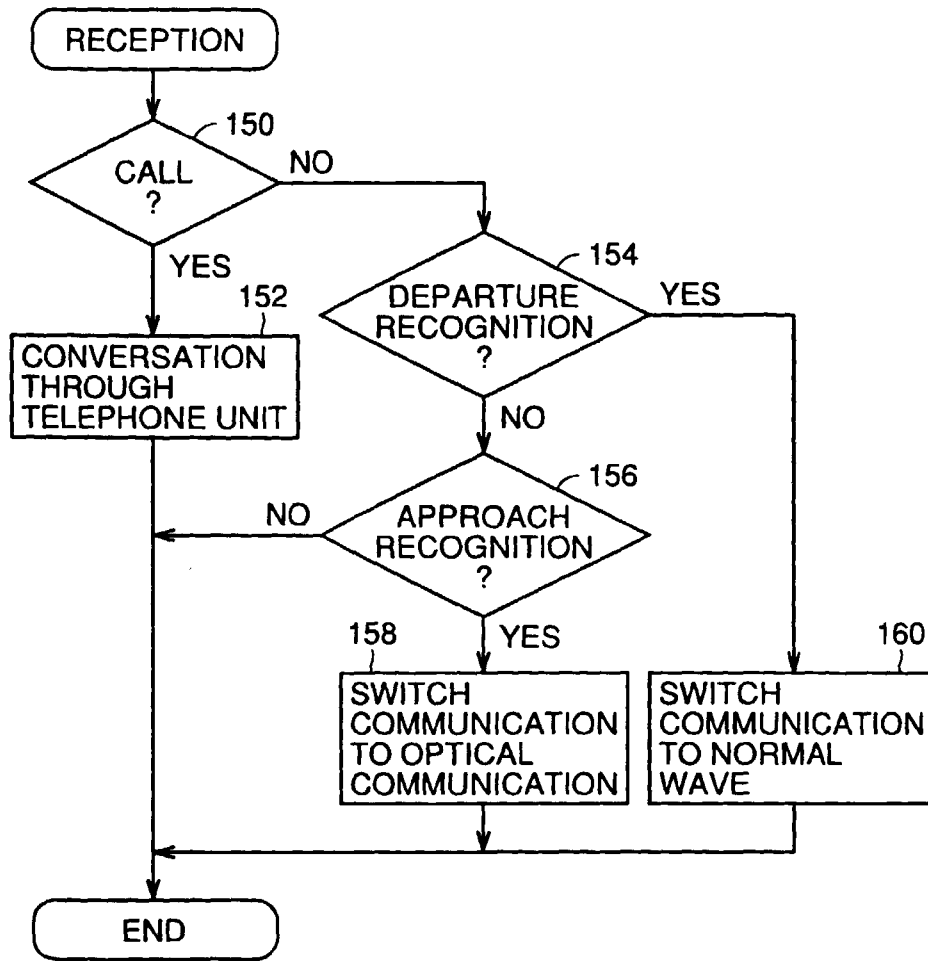 RECEPTION
150
CALL
?
NO
YES
154
DEPARTURE
RECOGNITION
?
YES
152
CONVERSATION
THROUGH
TELEPHONE UNIT
NO
156
APPROACH
RECOGNITION
?
NO
YES
158
SWITCH
COMMUNICATION
TO OPTICAL
COMMUNICATION
160
SWITCH
COMMUNICATION
TO NORMAL
WAVE
END